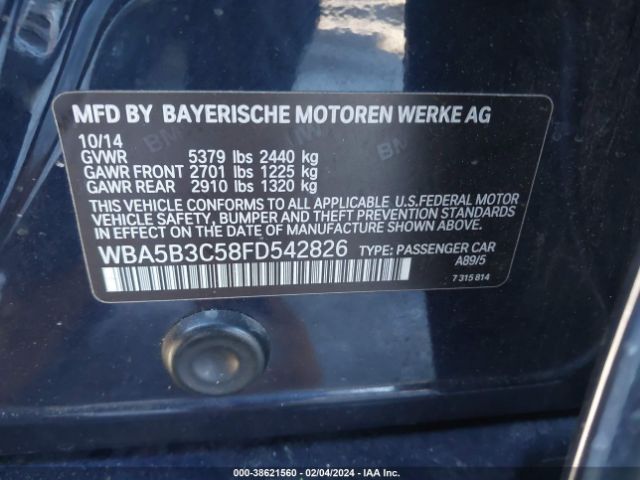 MFD BY BAYERISCHE MOTOREN WERKE AG
10/14
GVWR 5379 lbs 2440 kg
GAWR FRONT 2701 lbs 1225 kg
GAWR REAR 2910 lbs 1320 kg
THIS VEHICLE CONFORMS TO ALL APPLICABLE U.S.FEDERAL MOTOR
VEHICLE SAFETY, BUMPER AND THEFT PREVENTION STANDARDS
IN EFFECT ON THE DATE OF MANUFACTURE SHOWN ABOVE.
WBA5B3C58FD542826 TYPE: PASSENGER CAR
A89/5
7 315 814
000-38621560 - 02/04/2024 - IAA Inc.